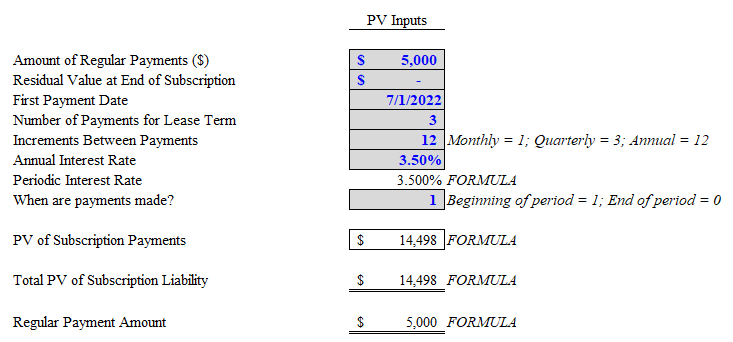 PV Inputs
Amount of Regular Payments ($) $ 5,000
Residual Value at End of Subscription $ -
First Payment Date 7/1/2022
Number of Payments for Lease Term 3
Increments Between Payments 12 Monthly = 1; Quarterly = 3; Annual = 12
Annual Interest Rate 3.50%
Periodic Interest Rate 3.500% FORMULA
When are payments made? 1 Beginning of period = 1; End of period = 0
PV of Subscription Payments $ 14,498 FORMULA
Total PV of Subscription Liability $ 14,498 FORMULA
Regular Payment Amount $ 5,000 FORMULA